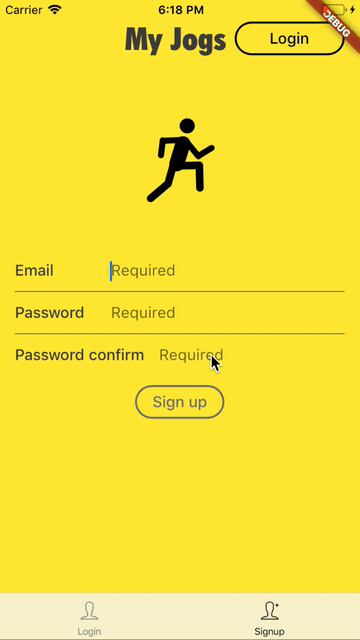 Carrier 6:18 PM
DEBUG
My Jogs Login
Email Required
Password Required
Password confirm Required
Sign up
Login Signup